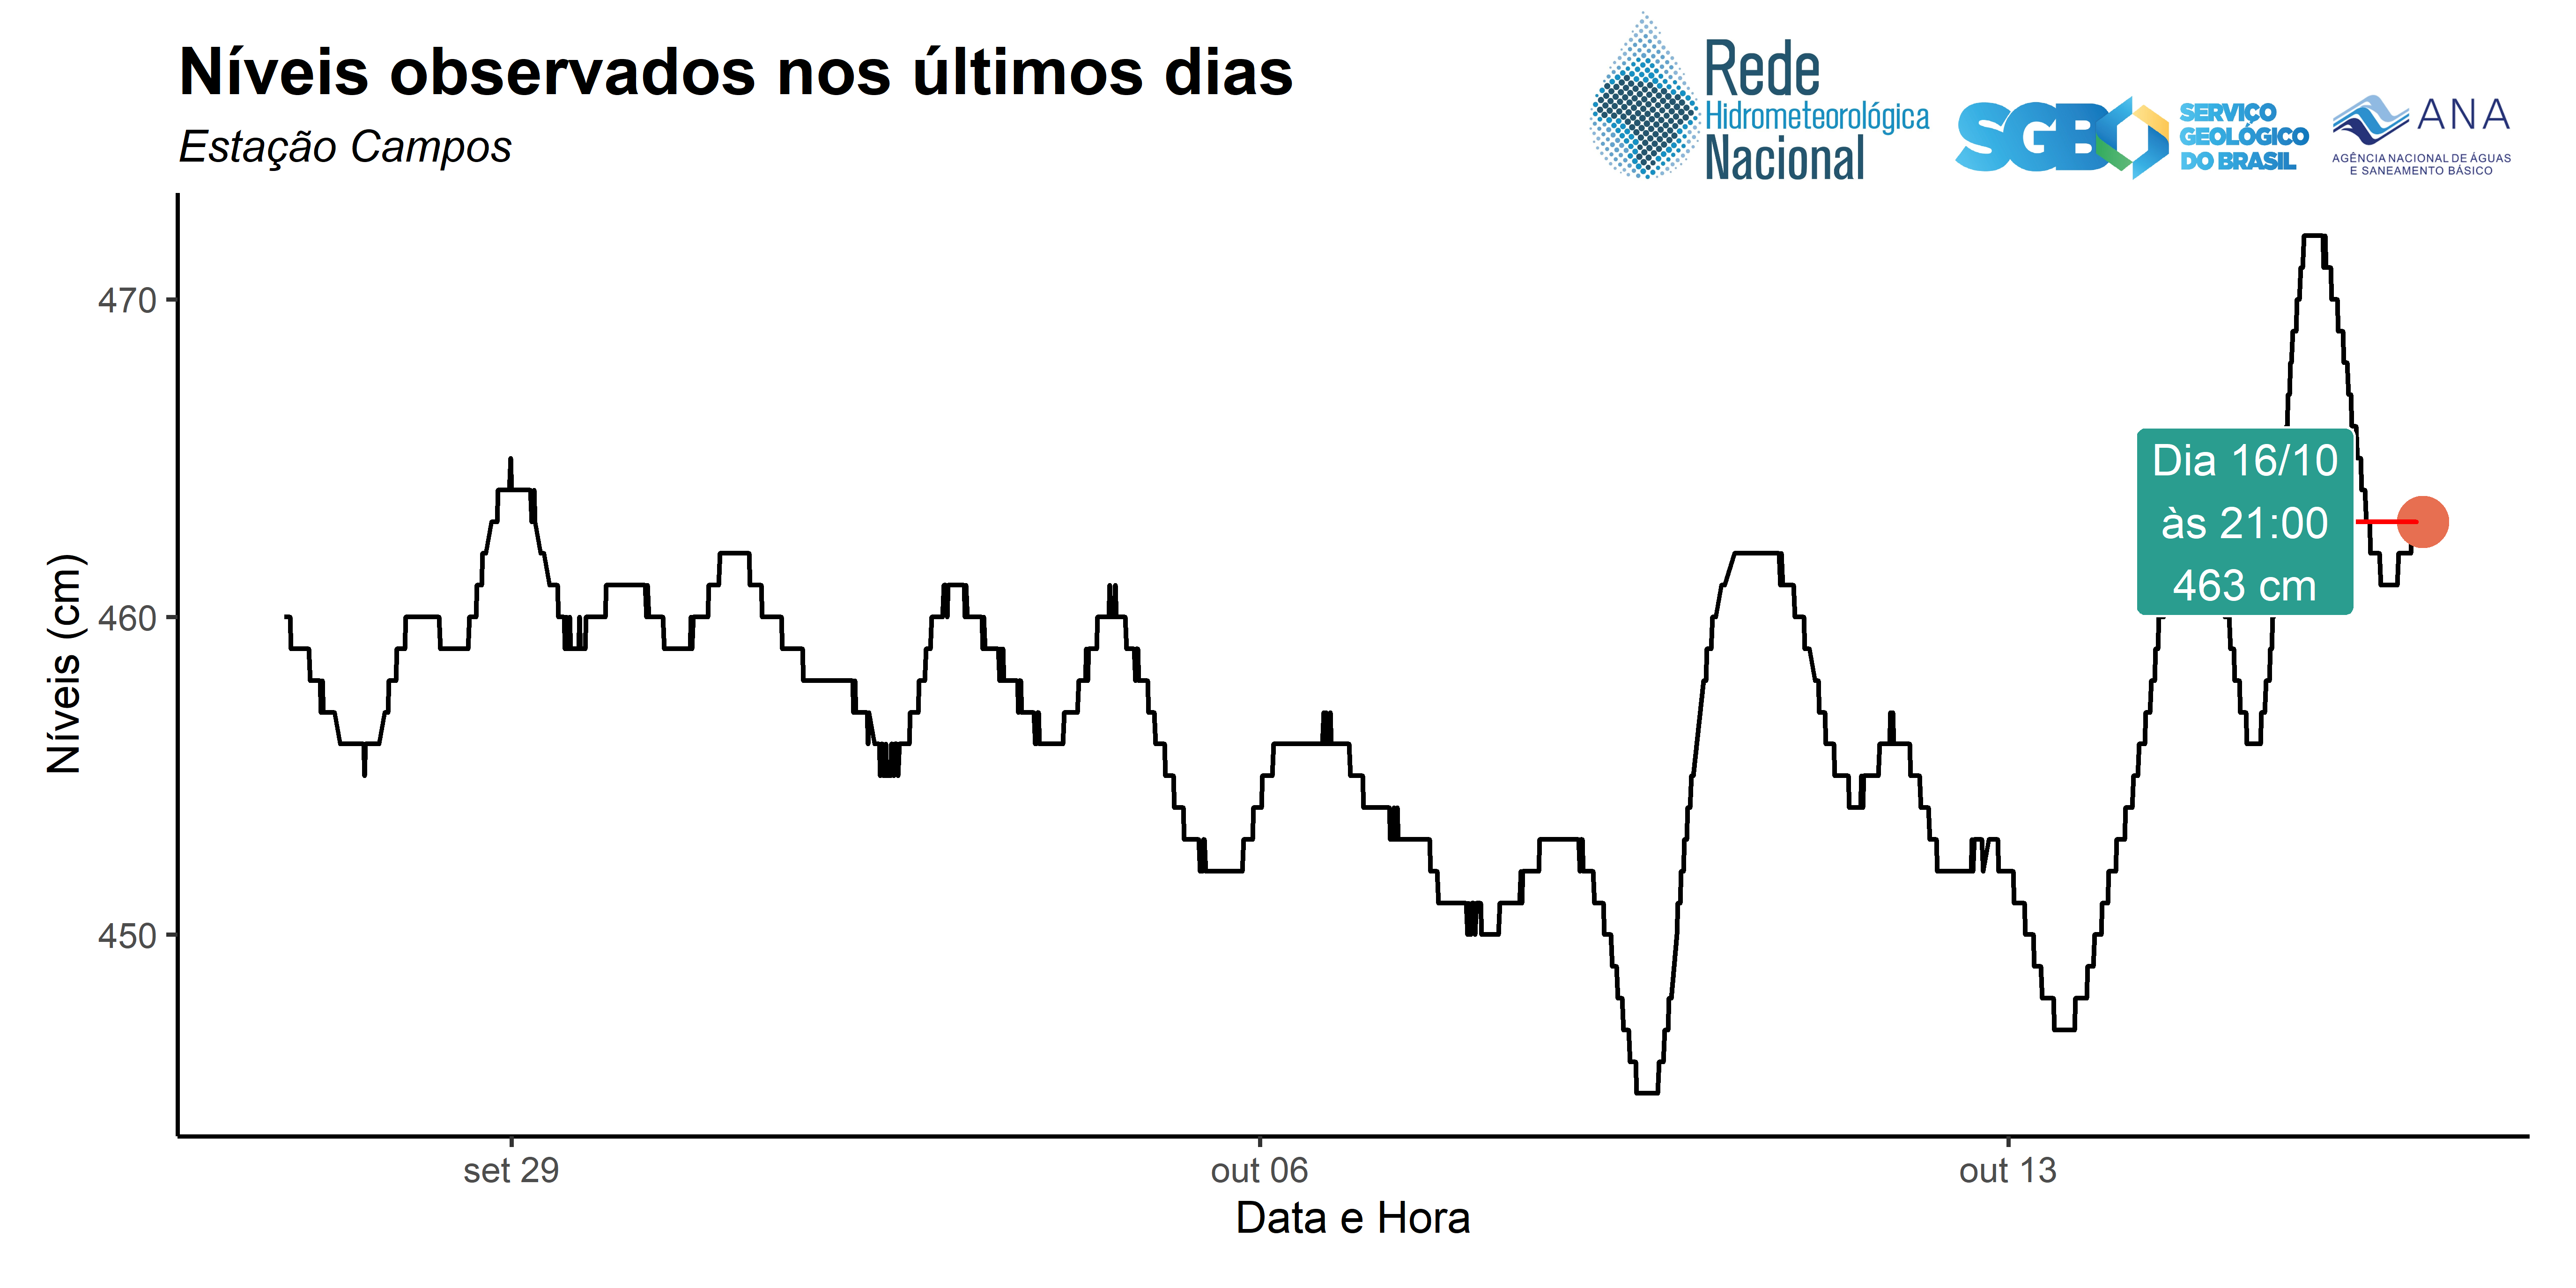 Níveis observados nos últimos dias
Estação Campos
Rede
Hidrometeorológica
Nacional
SGB
SERVIÇO
GEOLÓGICO
DO BRASIL
ANA
AGÊNCIA NACIONAL DE ÁGUAS
E SANEAMENTO BÁSICO
Níveis (cm)
470
460
450
Dia 16/10
às 21:00
463 cm
set 29
out 06
out 13
Data e Hora